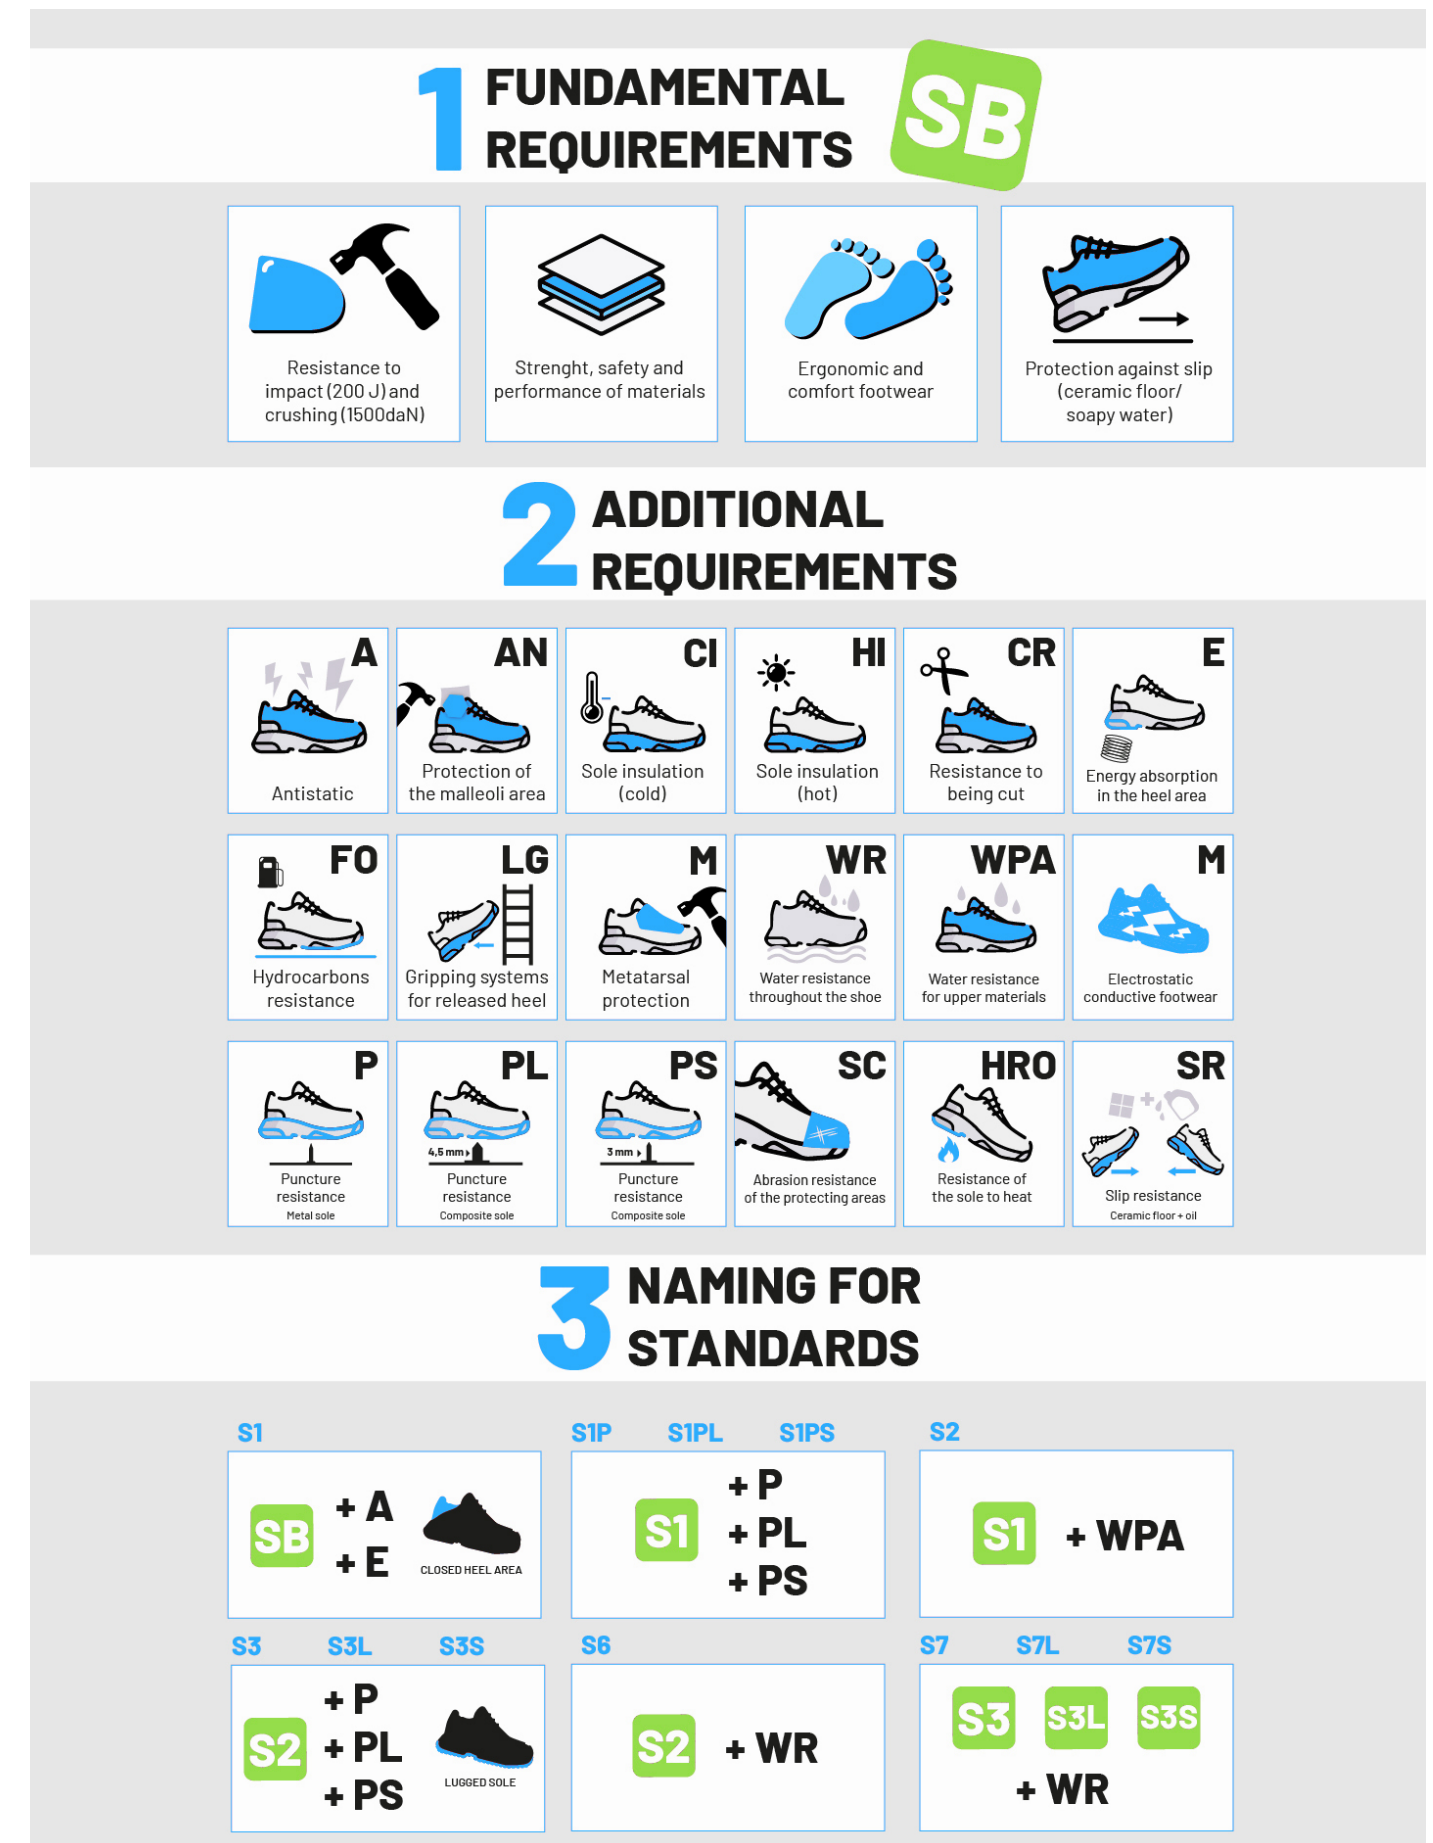 1 FUNDAMENTAL
REQUIREMENTS
SB
Resistance to
impact (200 J) and
crushing (1500daN)
Strenght, safety and
performance of materials
Ergonomic and
comfort footwear
Protection against slip
(ceramic floor/
soapy water)
2 ADDITIONAL
REQUIREMENTS
A
Antistatic
AN
Protection of
the malleoli area
CI
Sole insulation
(cold)
HI
Sole insulation
(hot)
CR
Resistance to
being cut
E
Energy absorption
in the heel area
FO
Hydrocarbons
resistance
LG
Gripping systems
for released heel
M
Metatarsal
protection
WR
Water resistance
throughout the shoe
WPA
Water resistance
for upper materials
M
Electrostatic
conductive footwear
P
Puncture
resistance
Metal sole
PL
4,5 mm
Puncture
resistance
Composite sole
PS
3 mm
Puncture
resistance
Composite sole
SC
Abrasion resistance
of the protecting areas
HRO
Resistance of
the sole to heat
SR
Slip resistance
Ceramic floor + oil
3 NAMING FOR
STANDARDS
S1
SB
+ A
+ E
CLOSED HEEL AREA
S1P S1PL S1PS
S1
+ P
+ PL
+ PS
S2
S1 + WPA
S3 S3L S3S
S2
+ P
+ PL
+ PS
LUGGED SOLE
S6
S2 + WR
S7 S7L S7S
S3 S3L S3S
+ WR